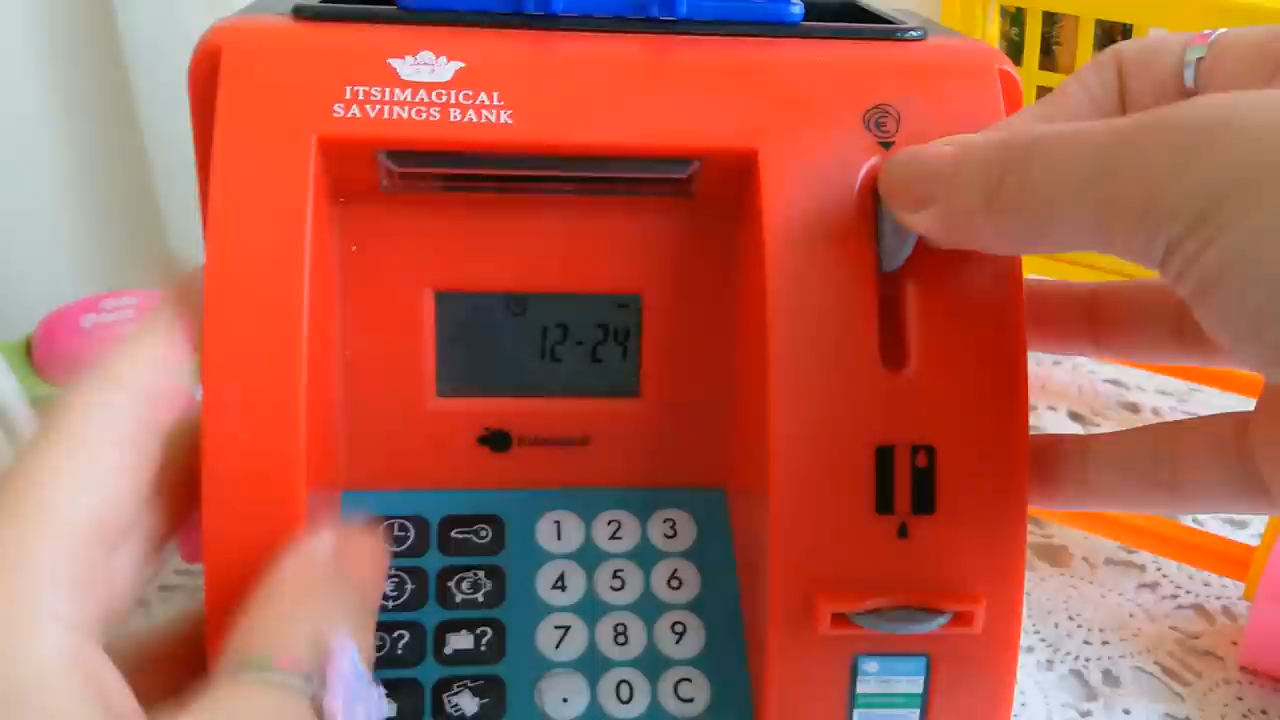 ITSIMAGICAL
SAVINGS BANK
€
12-24
1 2 3
€ € 4 5 6
? ? 7 8 9
. 0 C